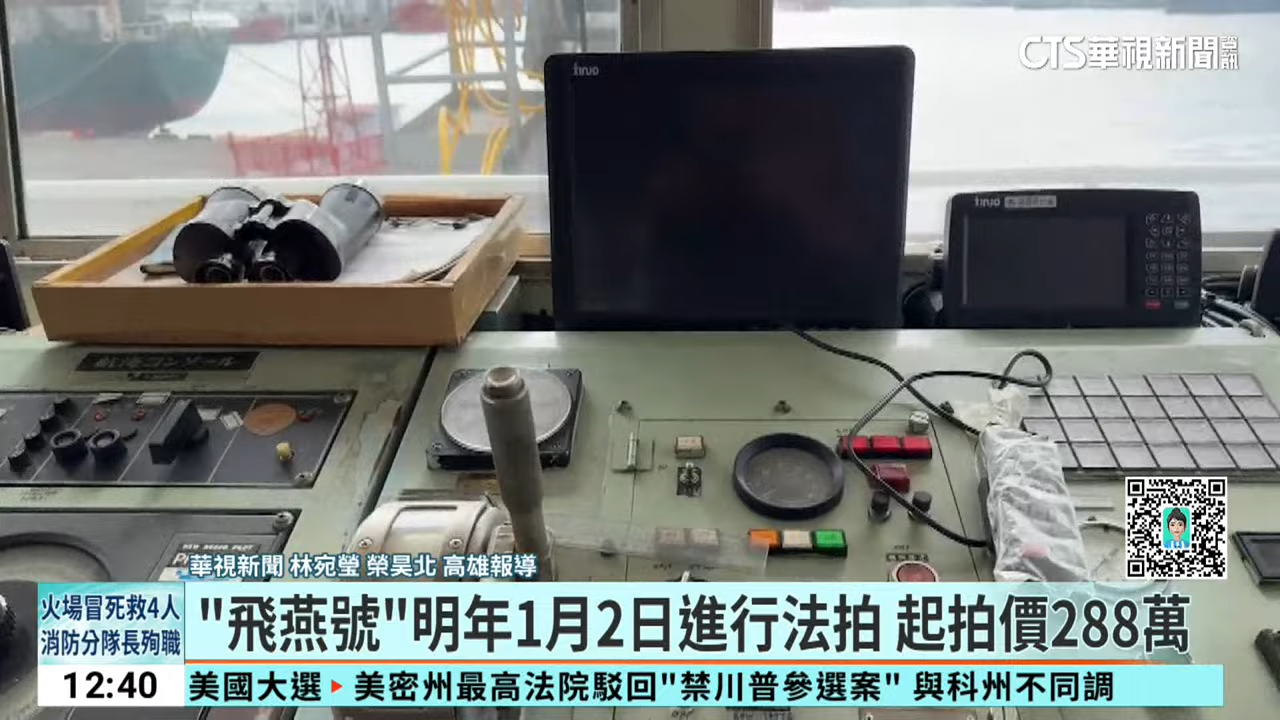 CTS華視新聞資訊
JINJO
JINJO
航海コンソール
華視新聞 林宛瑩 榮昊北 高雄報導
火場冒死救4人
消防分隊長殉職
"飛燕號"明年1月2日進行法拍 起拍價288萬
12:40
美國大選▶美密州最高法院駁回"禁川普參選案" 與科州不同調